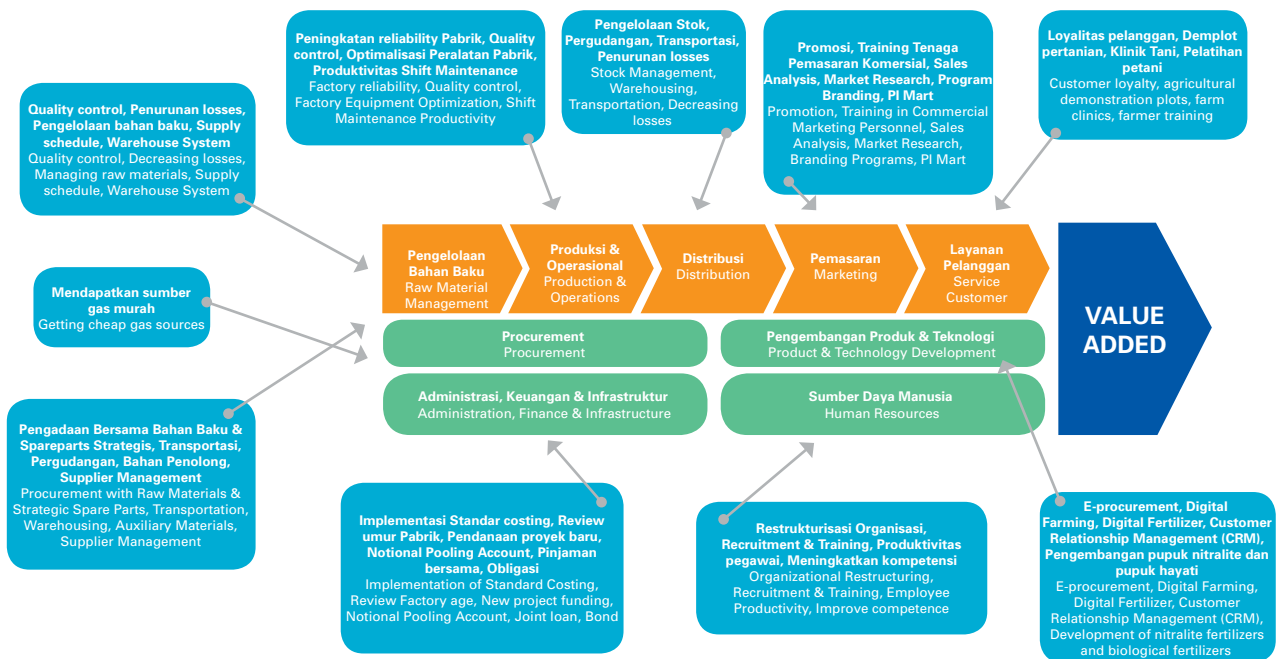 Peningkatan reliability Pabrik, Quality
control, Optimalisasi Peralatan Pabrik,
Produktivitas Shift Maintenance
Factory reliability, Quality control,
Factory Equipment Optimization, Shift
Maintenance Productivity
Pengelolaan Stok,
Pergudangan, Transportasi,
Penurunan losses
Stock Management,
Warehousing,
Transportation, Decreasing
losses
Promosi, Training Tenaga
Pemasaran Komersial, Sales
Analysis, Market Research, Program
Branding, PI Mart
Promotion, Training in Commercial
Marketing Personnel, Sales
Analysis, Market Research,
Branding Programs, PI Mart
Loyalitas pelanggan, Demplot
pertanian, Klinik Tani, Pelatihan
petani
Customer loyalty, agricultural
demonstration plots, farm
clinics, farmer training
Quality control, Penurunan losses,
Pengelolaan bahan baku, Supply
schedule, Warehouse System
Quality control, Decreasing losses,
Managing raw materials, Supply
schedule, Warehouse System
Mendapatkan sumber
gas murah
Getting cheap gas sources
Pengadaan Bersama Bahan Baku &
Spareparts Strategis, Transportasi,
Pergudangan, Bahan Penolong,
Supplier Management
Procurement with Raw Materials &
Strategic Spare Parts, Transportation,
Warehousing, Auxiliary Materials,
Supplier Management
Pengelolaan
Bahan Baku
Raw Material
Management
Produksi &
Operasional
Production &
Operations
Distribusi
Distribution
Pemasaran
Marketing
Layanan
Pelanggan
Service
Customer
VALUE
ADDED
Procurement
Procurement
Pengembangan Produk & Teknologi
Product & Technology Development
Administrasi, Keuangan & Infrastruktur
Administration, Finance & Infrastructure
Sumber Daya Manusia
Human Resources
Implementasi Standar costing, Review
umur Pabrik, Pendanaan proyek baru,
Notional Pooling Account, Pinjaman
bersama, Obligasi
Implementation of Standard Costing,
Review Factory age, New project funding,
Notional Pooling Account, Joint loan, Bond
Restrukturisasi Organisasi,
Recruitment & Training, Produktivitas
pegawai, Meningkatkan kompetensi
Organizational Restructuring,
Recruitment & Training, Employee
Productivity, Improve competence
E-procurement, Digital
Farming, Digital Fertilizer, Customer
Relationship Management (CRM),
Pengembangan pupuk nitralite dan
pupuk hayati
E-procurement, Digital Farming,
Digital Fertilizer, Customer
Relationship Management (CRM),
Development of nitralite fertilizers
and biological fertilizers